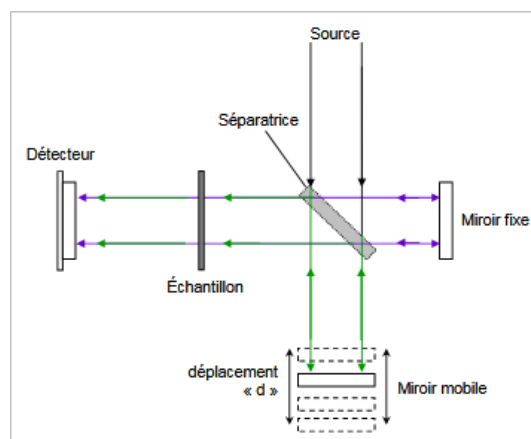 Source
Séparatrice
Détecteur
Miroir fixe
Échantillon
déplacement
« d »
Miroir mobile